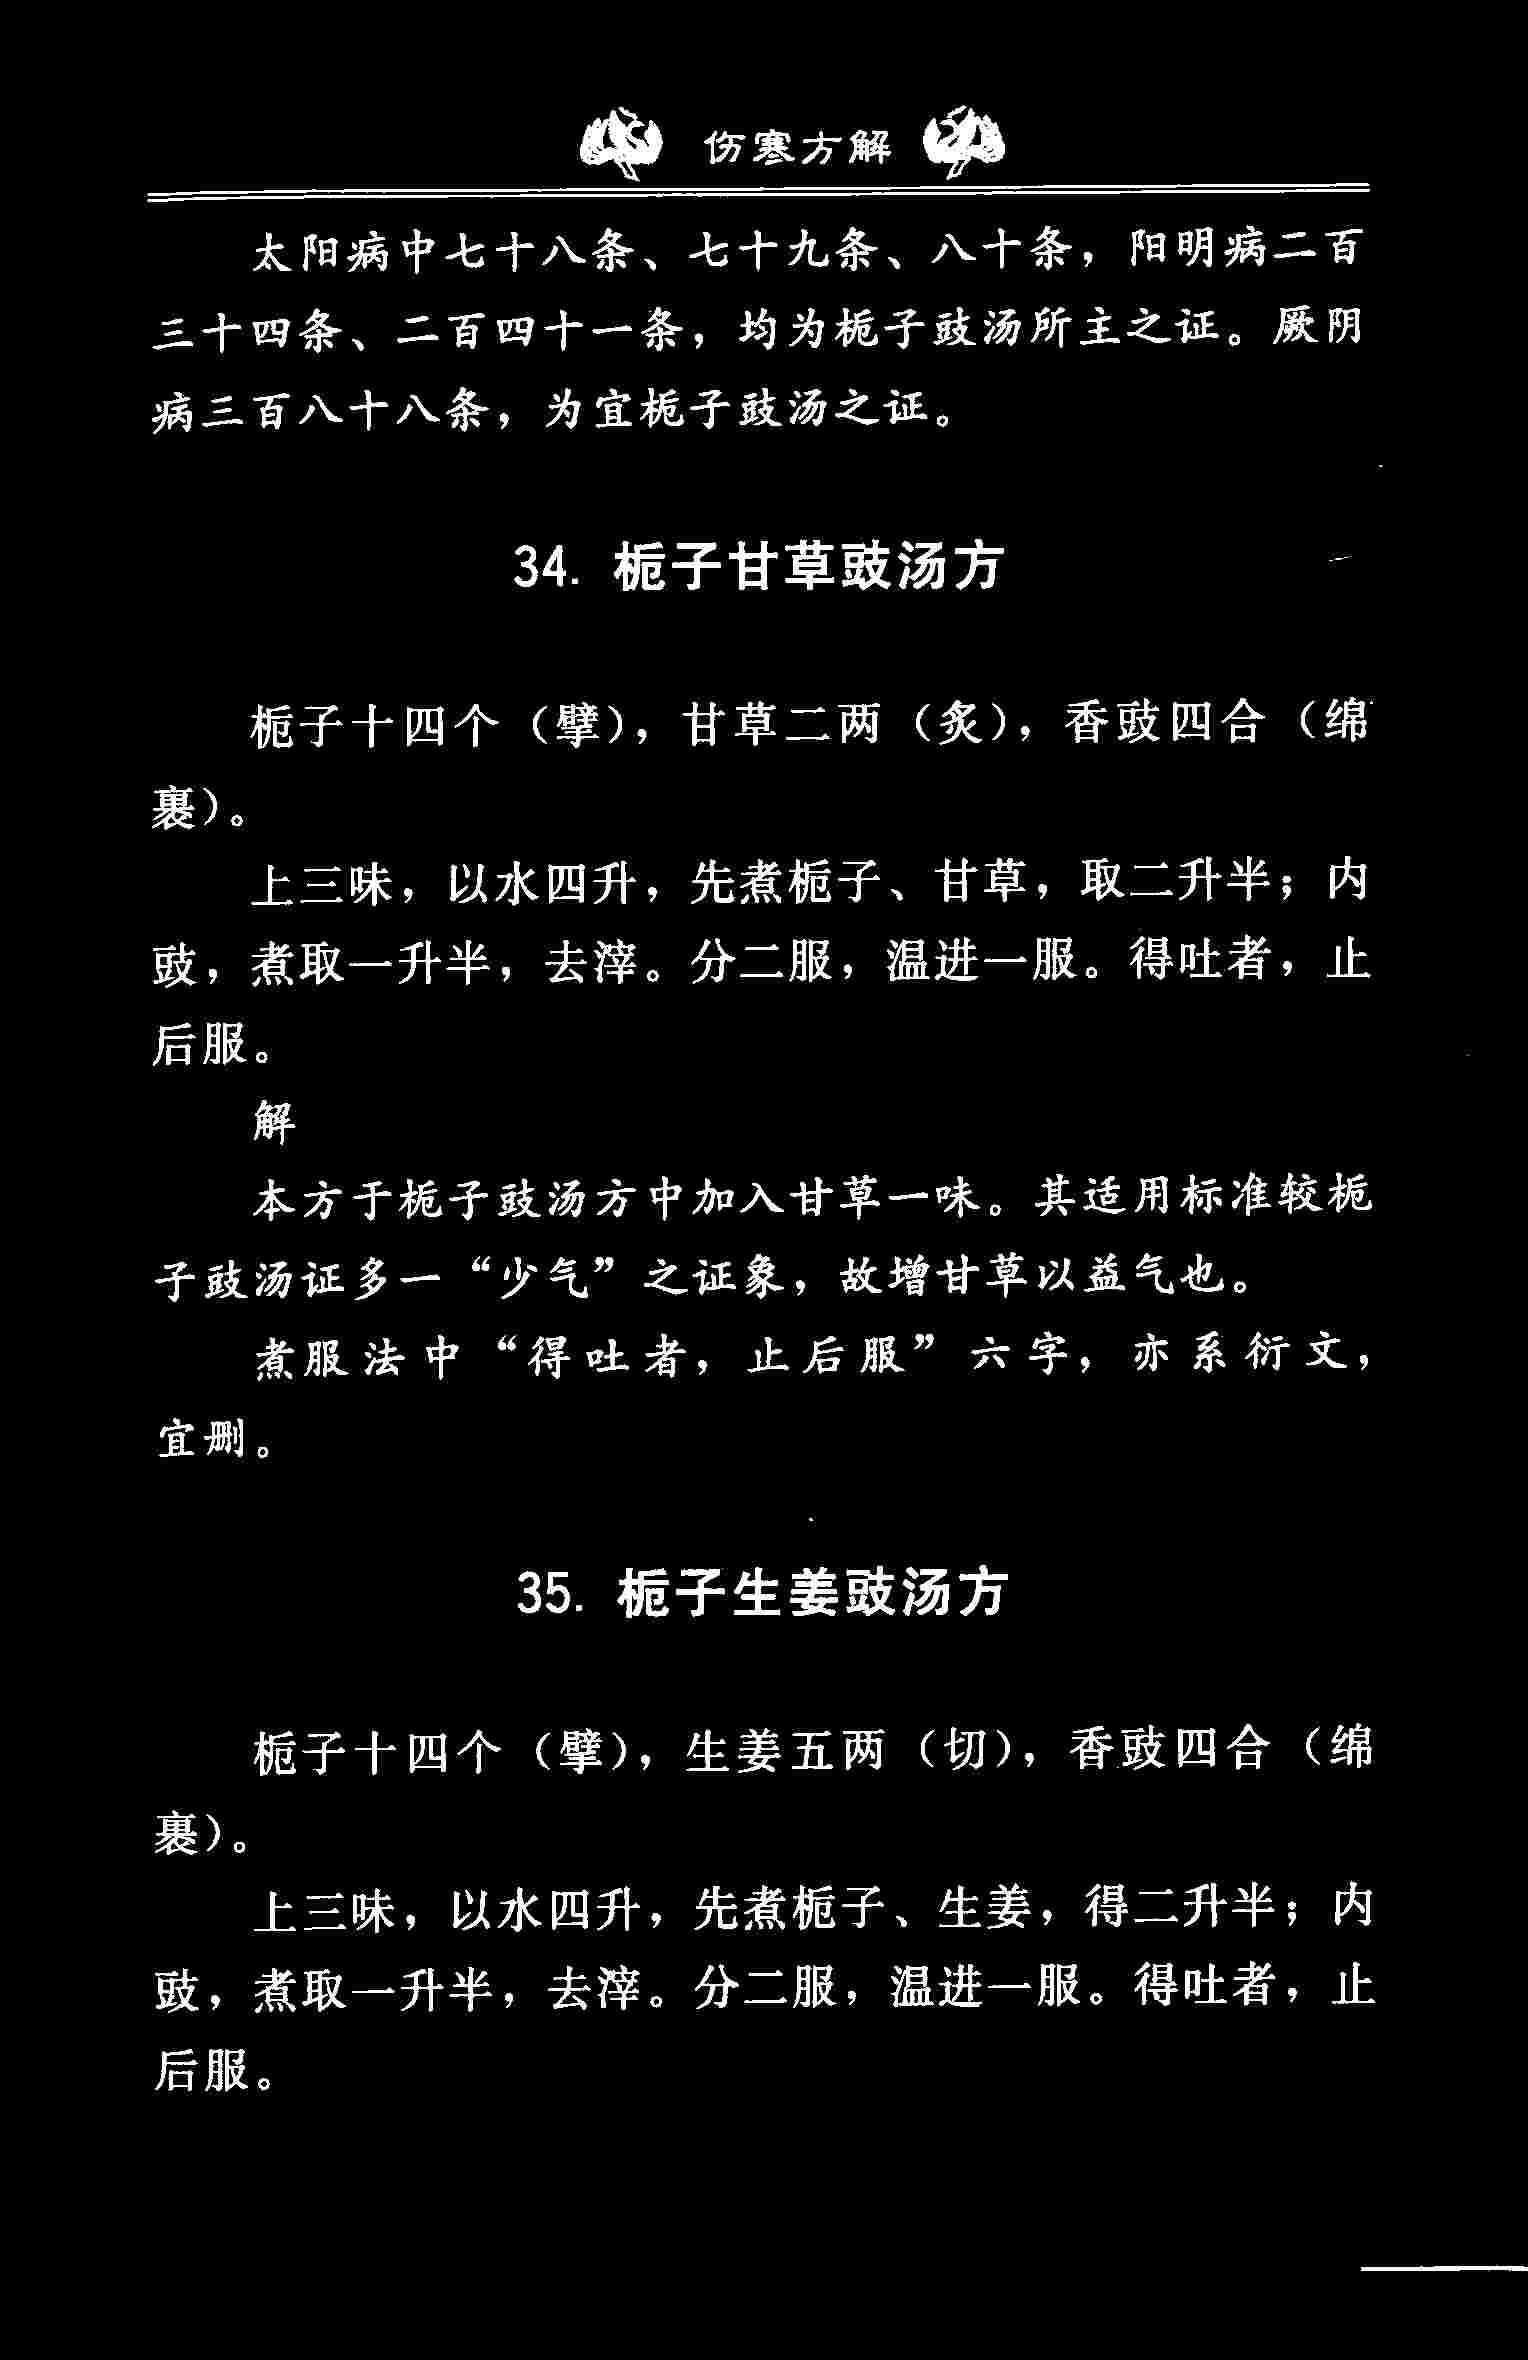 伤寒方解
太阳病中七十八条、七十九条、八十条，阳明病二百
三十四条、二百四十一条，均为栀子豉汤所主之证。厥阴
病三百八十八条，为宜栀子豉汤之证。
34. 栀子甘草豉汤方
栀子十四个（擘），甘草二两（炙），香豉四合（绵
裹）。
上三味，以水四升，先煮栀子、甘草，取二升半；内
豉，煮取一升半，去滓。分二服，温进一服。得吐者，止
后服。
解
本方于栀子豉汤方中加入甘草一味。其适用标准较栀
子豉汤证多一“少气”之证象，故增甘草以益气也。
煮服法中“得吐者，止后服”六字，亦系衍文，
宜删。
35. 栀子生姜豉汤方
栀子十四个（擘），生姜五两（切），香豉四合（绵
裹）。
上三味，以水四升，先煮栀子、生姜，得二升半；内
豉，煮取一升半，去滓。分二服，温进一服。得吐者，止
后服。